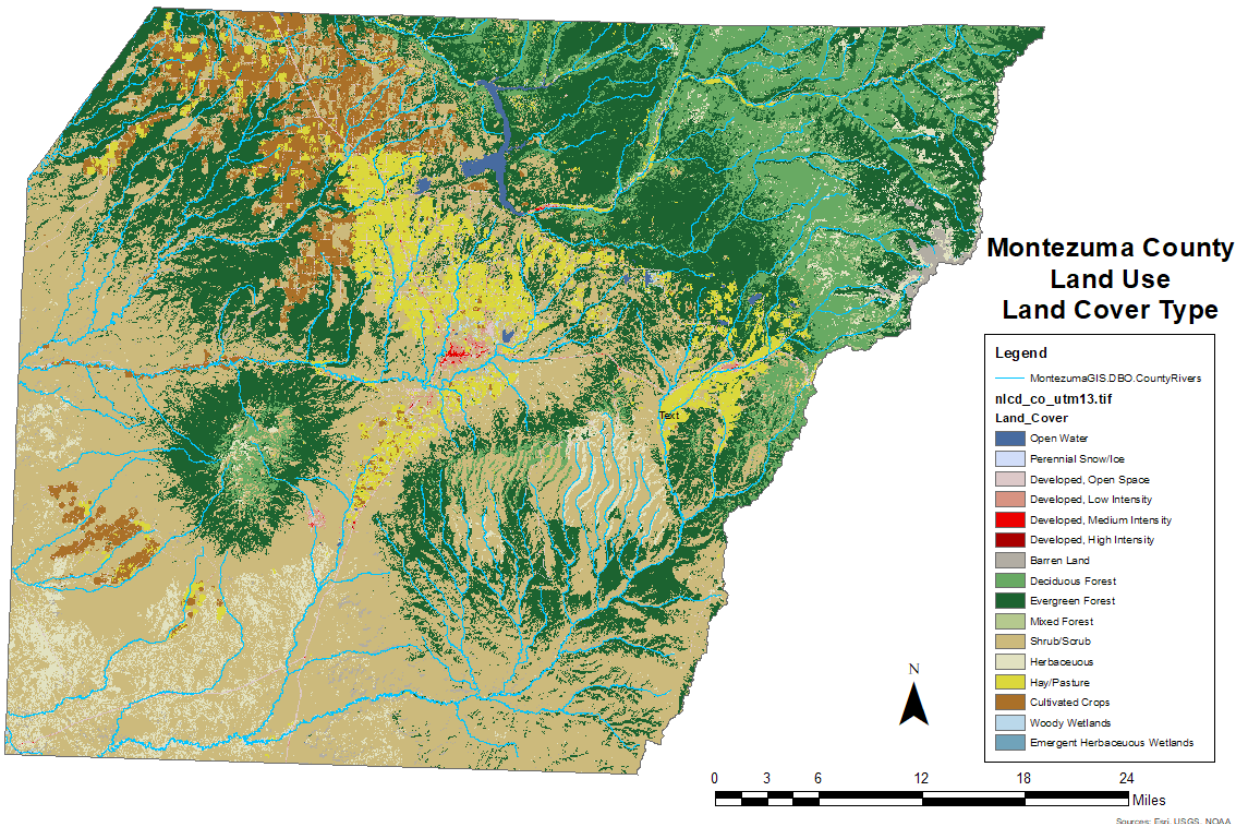 Montezuma County
Land Use
Land Cover Type
Legend
MontezumaGIS.DBO.CountyRivers
nlcd_co_utm13.tif
Land_Cover
Open Water
Perennial Snow/Ice
Developed, Open Space
Developed, Low Intensity
Developed, Medium Intensity
Developed, High Intensity
Barren Land
Deciduous Forest
Evergreen Forest
Mixed Forest
Shrub/Scrub
Herbaceuous
Hay/Pasture
Cultivated Crops
Woody Wetlands
Emergent Herbaceuous Wetlands
Text
N
0 3 6 12 18 24
Miles
Sources: Esri, USGS, NOAA